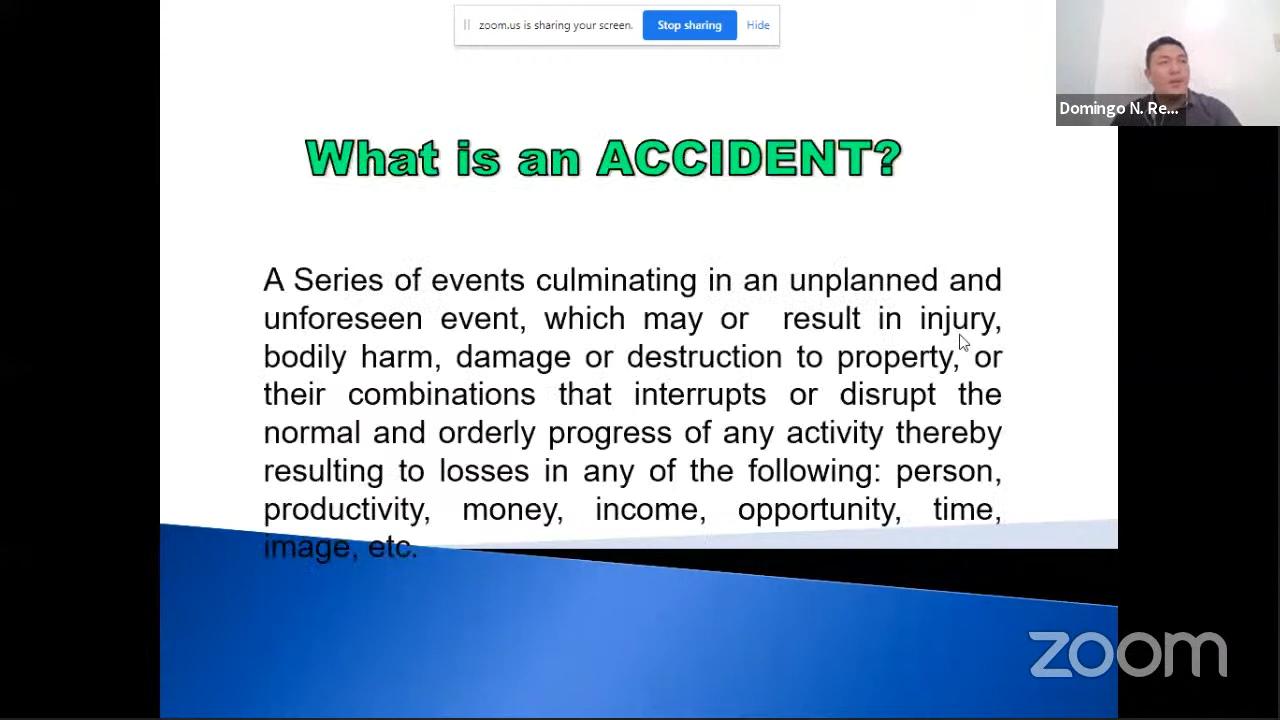 zoom.us is sharing your screen. Stop sharing Hide
Domingo N. Re...
What is an ACCIDENT?
A Series of events culminating in an unplanned and
unforeseen event, which may or result in injury,
bodily harm, damage or destruction to property, or
their combinations that interrupts or disrupt the
normal and orderly progress of any activity thereby
resulting to losses in any of the following: person,
productivity, money, income, opportunity, time,
image, etc.
zoom